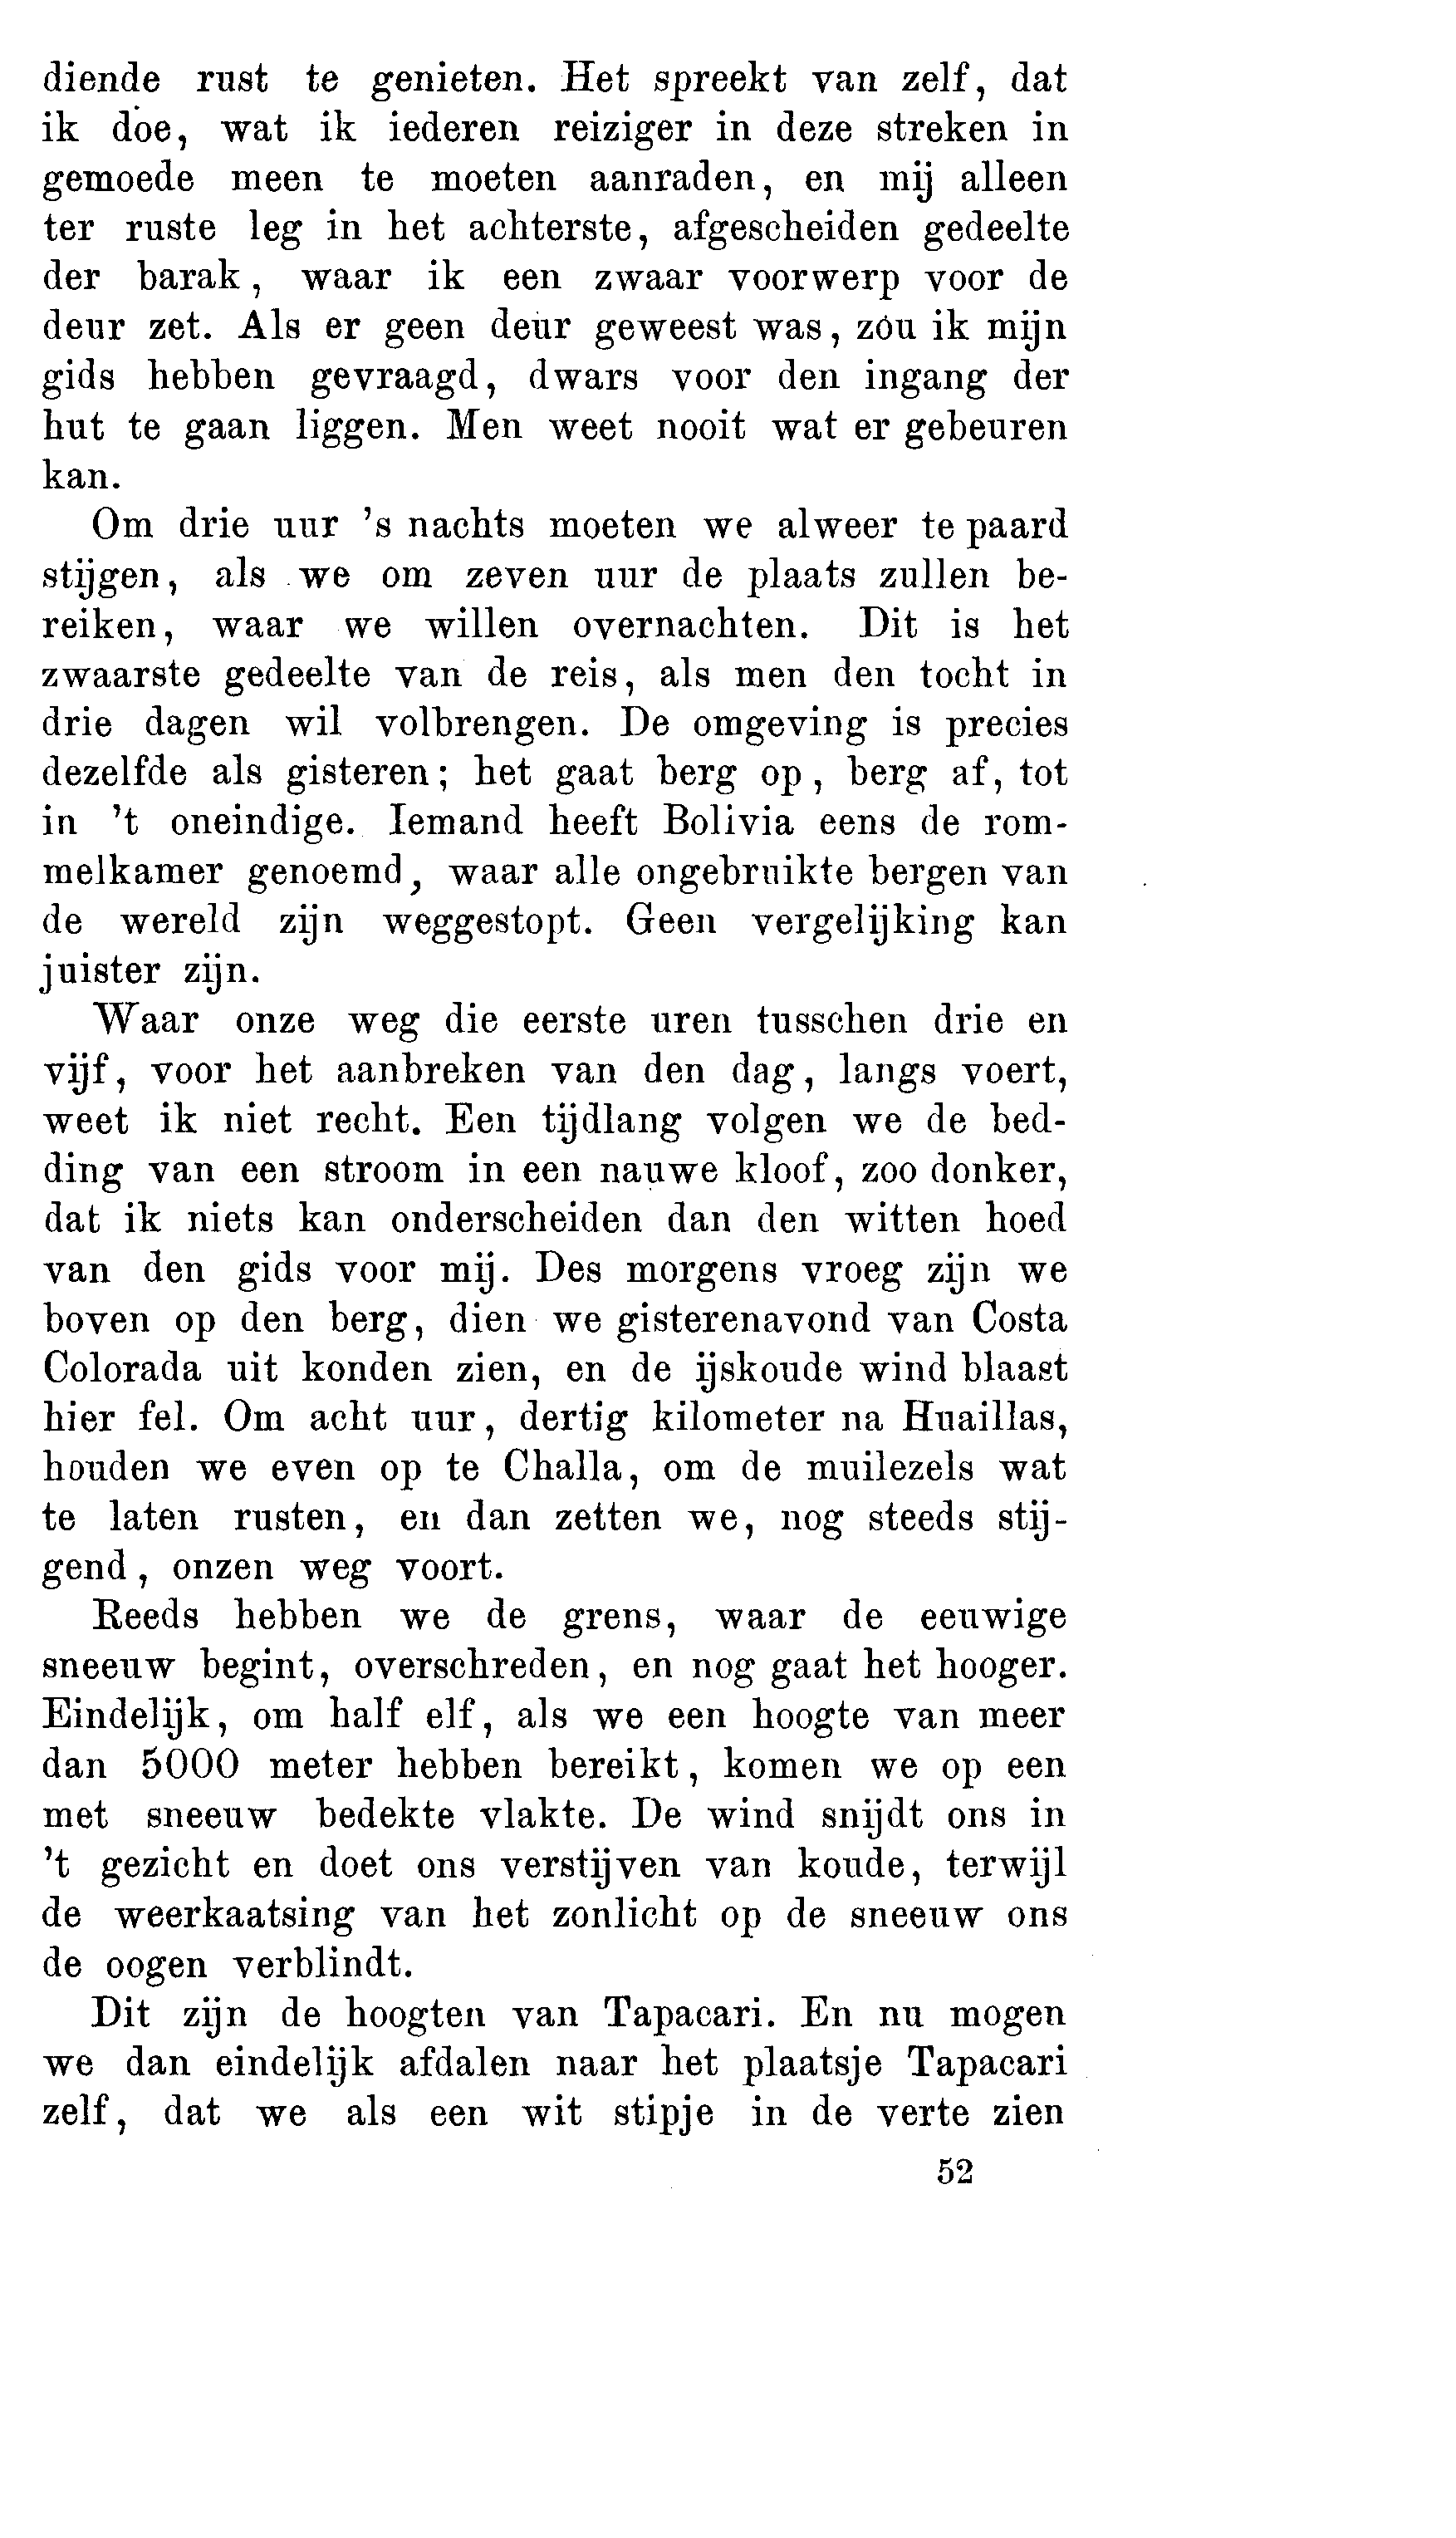 diende rust te genieten. Het spreekt van zelf, dat
ik doe, wat ik iederen reiziger in deze streken in
gemoede meen te moeten aanraden, en mij alleen
ter ruste leg in het achterste, afgescheiden gedeelte
der barak, waar ik een zwaar voorwerp voor de
deur zet. Als er geen deur geweest was, zou ik mijn
gids hebben gevraagd, dwars voor den ingang der
hut te gaan liggen. Men weet nooit wat er gebeuren
kan.
Om drie uur 's nachts moeten we alweer te paard
stijgen, als we om zeven uur de plaats zullen be-
reiken, waar we willen overnachten. Dit is het
zwaarste gedeelte van de reis, als men den tocht in
drie dagen wil volbrengen. De omgeving is precies
dezelfde als gisteren; het gaat berg op, berg af, tot
in 't oneindige. Iemand heeft Bolivia eens de rom-
melkamer genoemd, waar alle ongebruikte bergen van
de wereld zijn weggestopt. Geen vergelijking kan
juister zijn.
Waar onze weg die eerste uren tusschen drie en
vijf, voor het aanbreken van den dag, langs voert,
weet ik niet recht. Een tijdlang volgen we de bed-
ding van een stroom in een nauwe kloof, zoo donker,
dat ik niets kan onderscheiden dan den witten hoed
van den gids voor mij. Des morgens vroeg zijn we
boven op den berg, dien we gisterenavond van Costa
Colorada uit konden zien, en de ijskoude wind blaast
hier fel. Om acht uur, dertig kilometer na Huaillas,
houden we even op te Challa, om de muilezels wat
te laten rusten, en dan zetten we, nog steeds stij-
gend, onzen weg voort.
Reeds hebben we de grens, waar de eeuwige
sneeuw begint, overschreden, en nog gaat het hooger.
Eindelijk, om half elf, als we een hoogte van meer
dan 5000 meter hebben bereikt, komen we op een
met sneeuw bedekte vlakte. De wind snijdt ons in
't gezicht en doet ons verstijven van koude, terwijl
de weerkaatsing van het zonlicht op de sneeuw ons
de oogen verblindt.
Dit zijn de hoogten van Tapacari. En nu mogen
we dan eindelijk afdalen naar het plaatsje Tapacari
zelf, dat we als een wit stipje in de verte zien
52